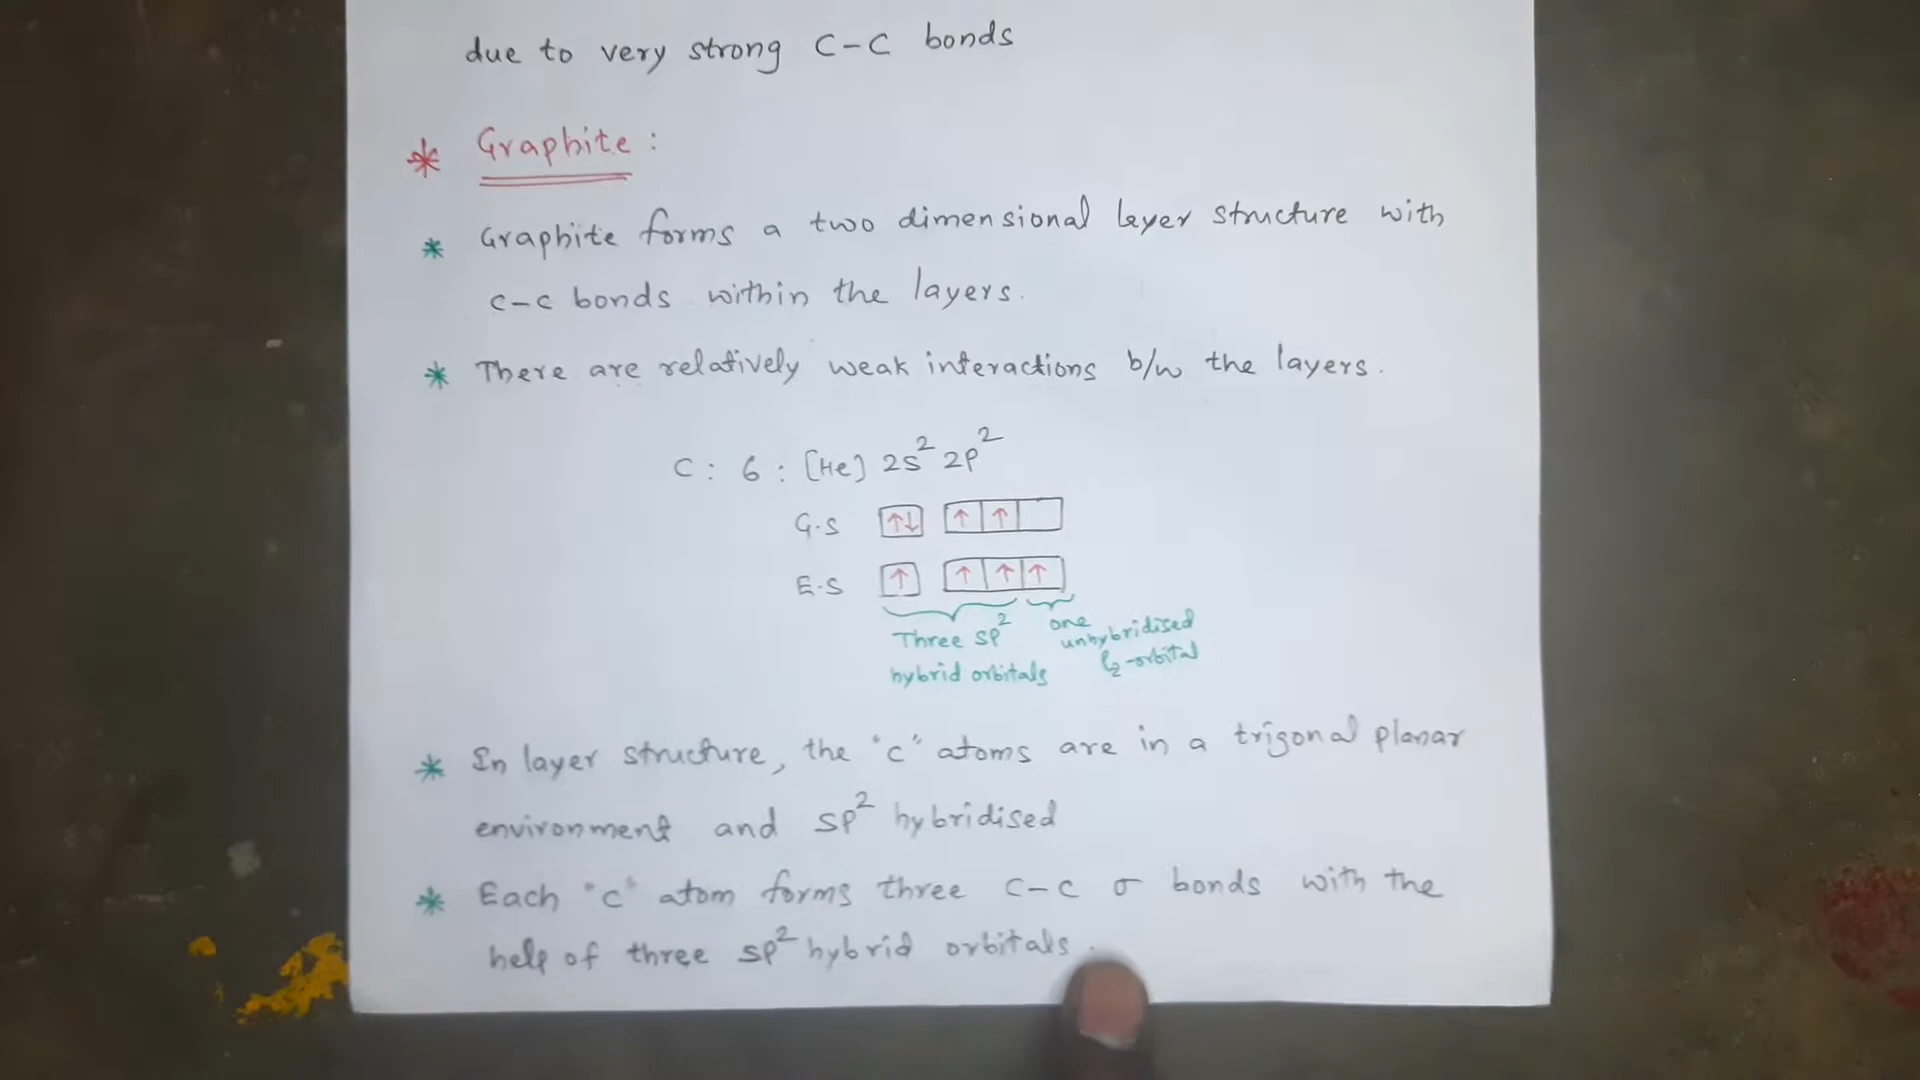 due to very strong C-C bonds
* Graphite :
* Graphite forms a two dimensional layer structure with
c-c bonds within the layers.
* There are relatively weak interactions b/w the layers.
C : 6 : [He] 2s² 2p²
G.S ↑↓ ↑ ↑
E.S ↑ ↑ ↑ ↑
Three sp² hybrid orbitals
one unhybridised pz-orbital
* In layer structure, the "c" atoms are in a trigonal planar
environment and sp² hybridised
* Each "c" atom forms three c-c σ bonds with the
help of three sp² hybrid orbitals.